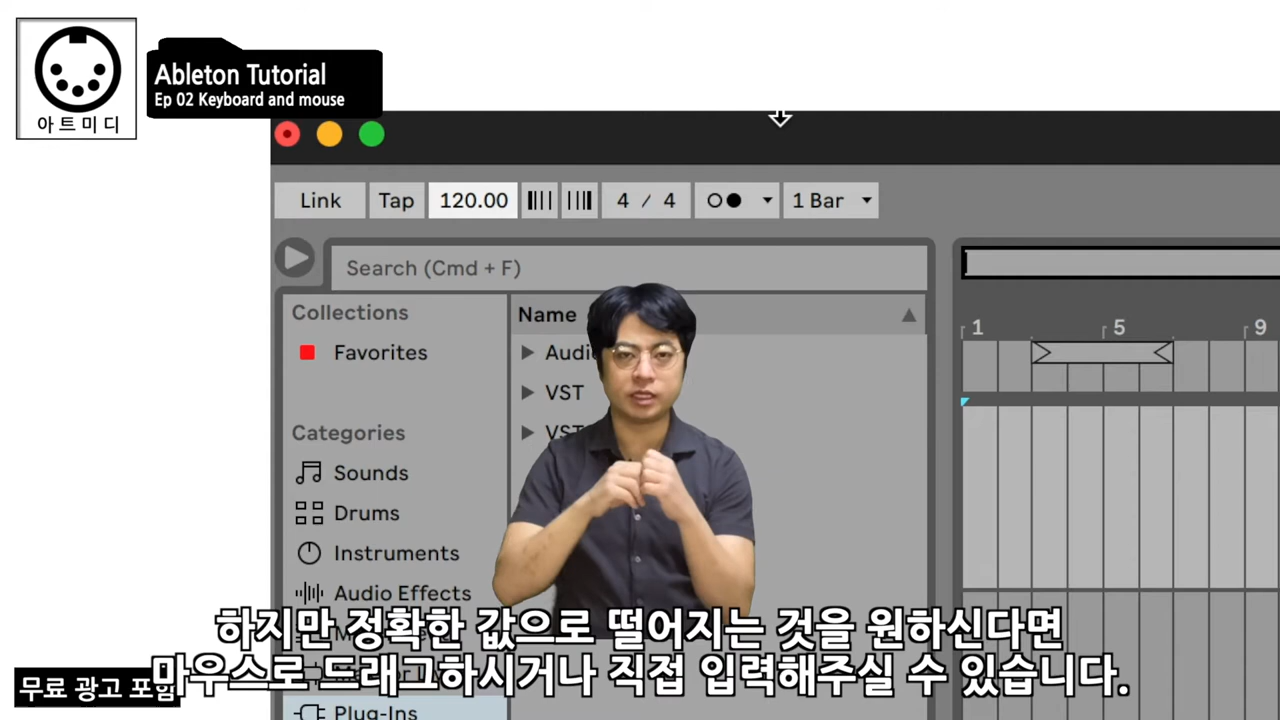 아트미디
Ableton Tutorial
Ep 02 Keyboard and mouse
Link
Tap
120.00
4 / 4
1 Bar
Search (Cmd + F)
Collections
Favorites
Categories
Sounds
Drums
Instruments
Audio Effects
Plug-Ins
Name
VST
1
5
9
하지만 정확한 값으로 떨어지는 것을 원하신다면
마우스로 드래그하시거나 직접 입력해주실 수 있습니다.
무료 광고 포함